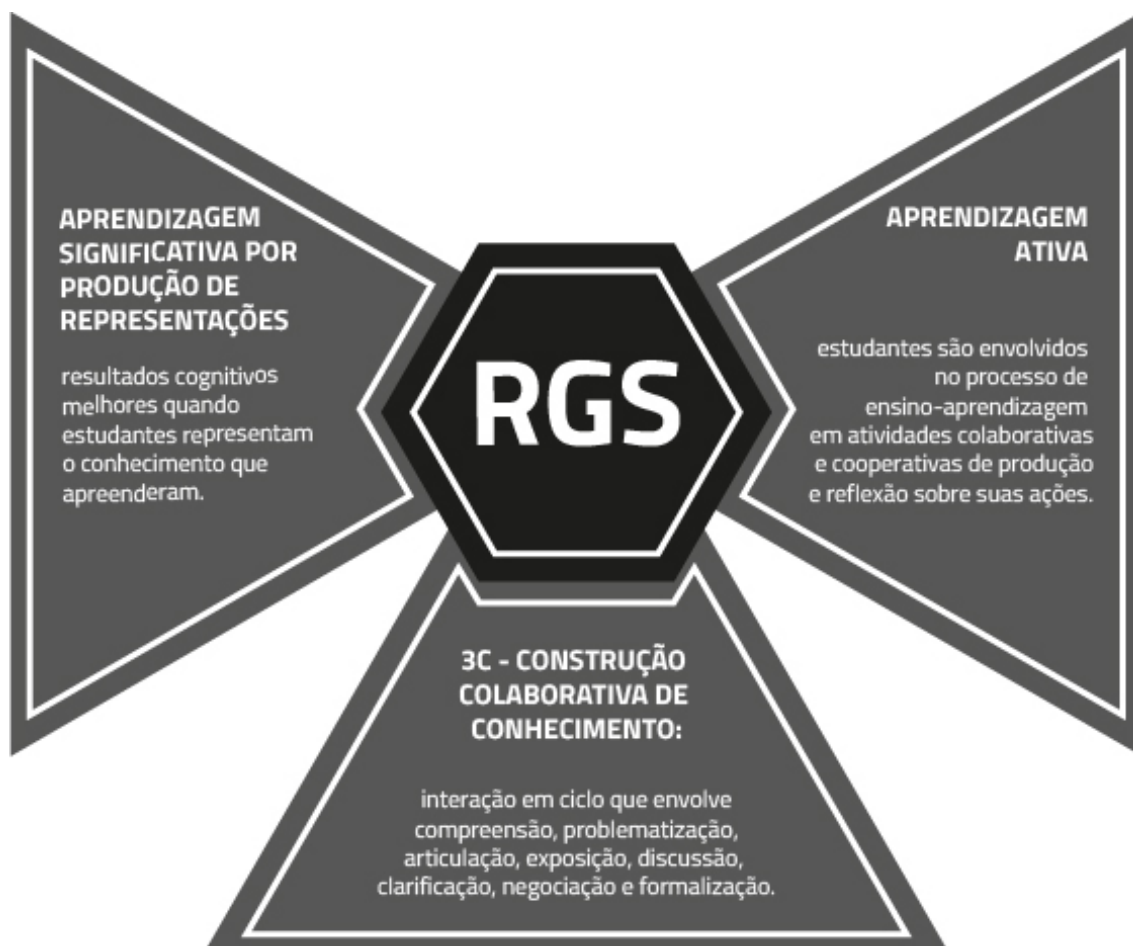 APRENDIZAGEM
SIGNIFICATIVA POR
PRODUÇÃO DE
REPRESENTAÇÕES
resultados cognitivos
melhores quando
estudantes representam
o conhecimento que
apreenderam.
RGS
APRENDIZAGEM
ATIVA
estudantes são envolvidos
no processo de
ensino-aprendizagem
em atividades colaborativas
e cooperativas de produção
e reflexão sobre suas ações.
3C - CONSTRUÇÃO
COLABORATIVA DE
CONHECIMENTO:
interação em ciclo que envolve
compreensão, problematização,
articulação, exposição, discussão,
clarificação, negociação e formalização.